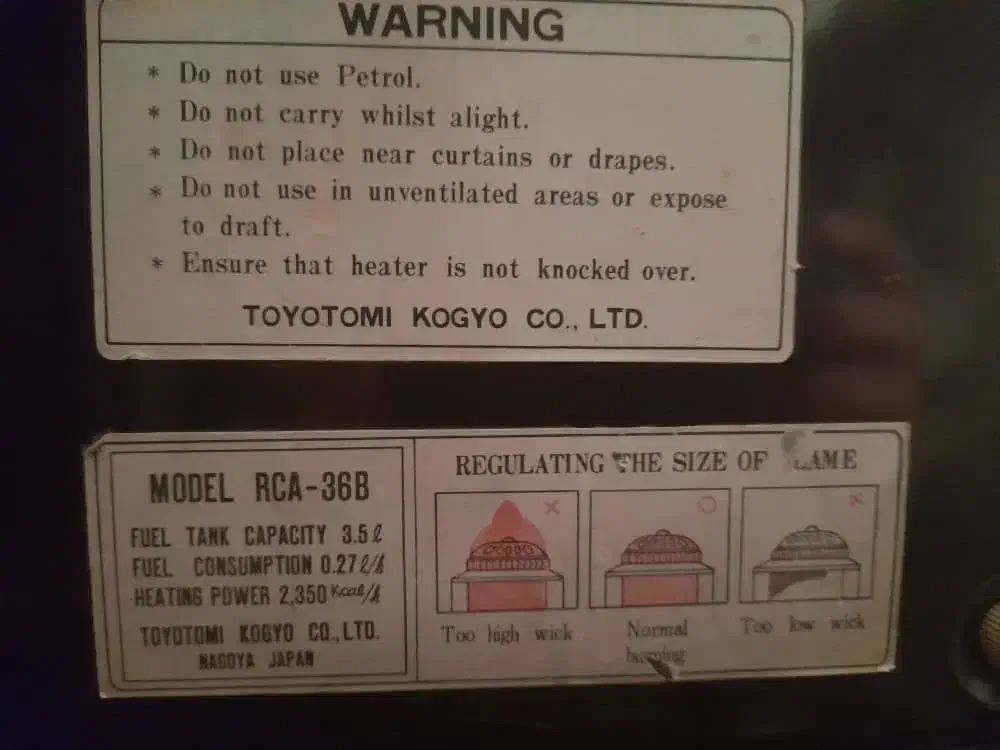 WARNING
* Do not use Petrol.
* Do not carry whilst alight.
* Do not place near curtains or drapes.
* Do not use in unventilated areas or expose
to draft.
* Ensure that heater is not knocked over.
TOYOTOMI KOGYO CO., LTD.
MODEL RCA-36B
FUEL TANK CAPACITY 3.5ℓ
FUEL CONSUMPTION 0.27ℓ/h
HEATING POWER 2,350 Kcal/h
TOYOTOMI KOGYO CO., LTD.
NAGOYA JAPAN
REGULATING THE SIZE OF LAME
Too high wick
Normal
burning
Too low wick